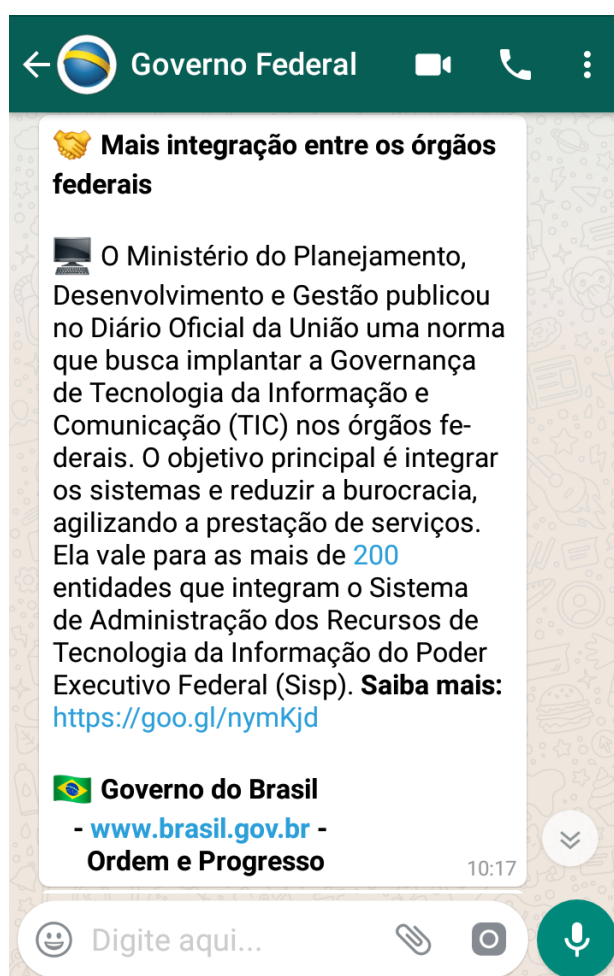 Governo Federal
Mais integração entre os órgãos
federais
O Ministério do Planejamento,
Desenvolvimento e Gestão publicou
no Diário Oficial da União uma norma
que busca implantar a Governança
de Tecnologia da Informação e
Comunicação (TIC) nos órgãos fe-
derais. O objetivo principal é integrar
os sistemas e reduzir a burocracia,
agilizando a prestação de serviços.
Ela vale para as mais de 200
entidades que integram o Sistema
de Administração dos Recursos de
Tecnologia da Informação do Poder
Executivo Federal (Sisp). Saiba mais:
https://goo.gl/nymKjd
Governo do Brasil
- www.brasil.gov.br -
Ordem e Progresso
10:17
Digite aqui...